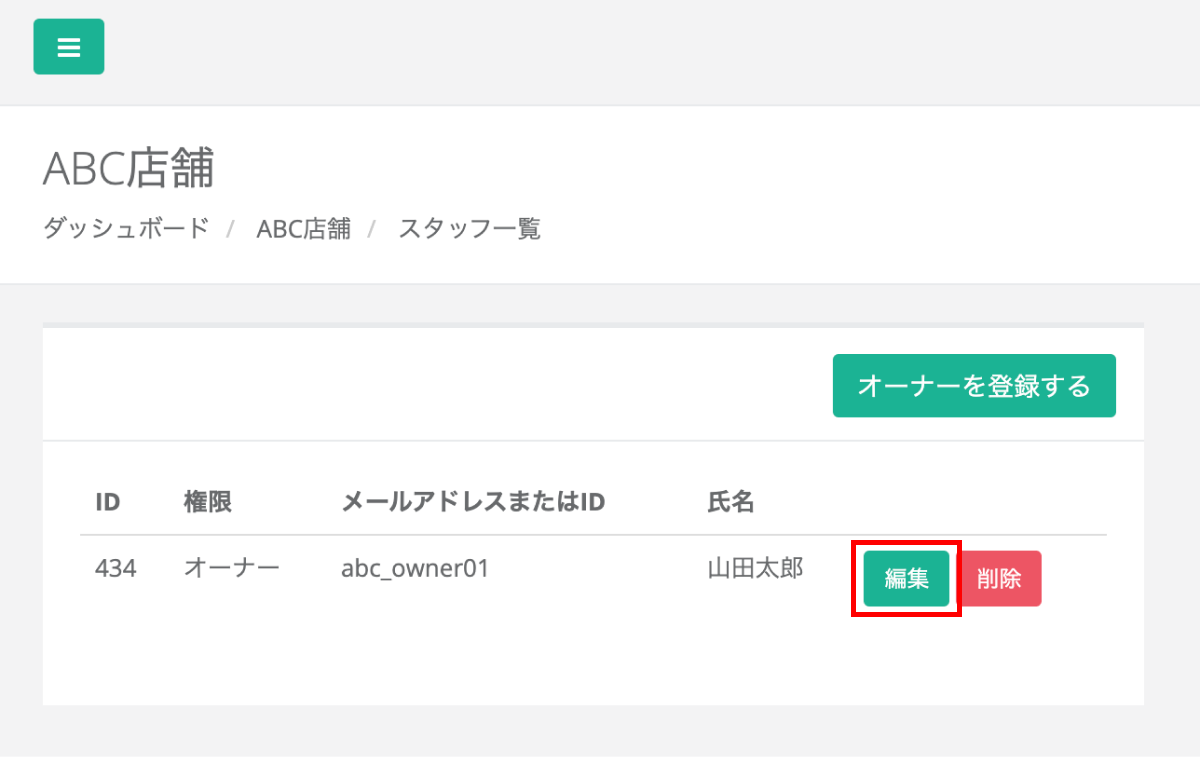 ABC店舗
ダッシュボード / ABC店舗 / スタッフ一覧
オーナーを登録する
ID 権限 メールアドレスまたはID 氏名
434 オーナー abc_owner01 山田太郎 編集 削除